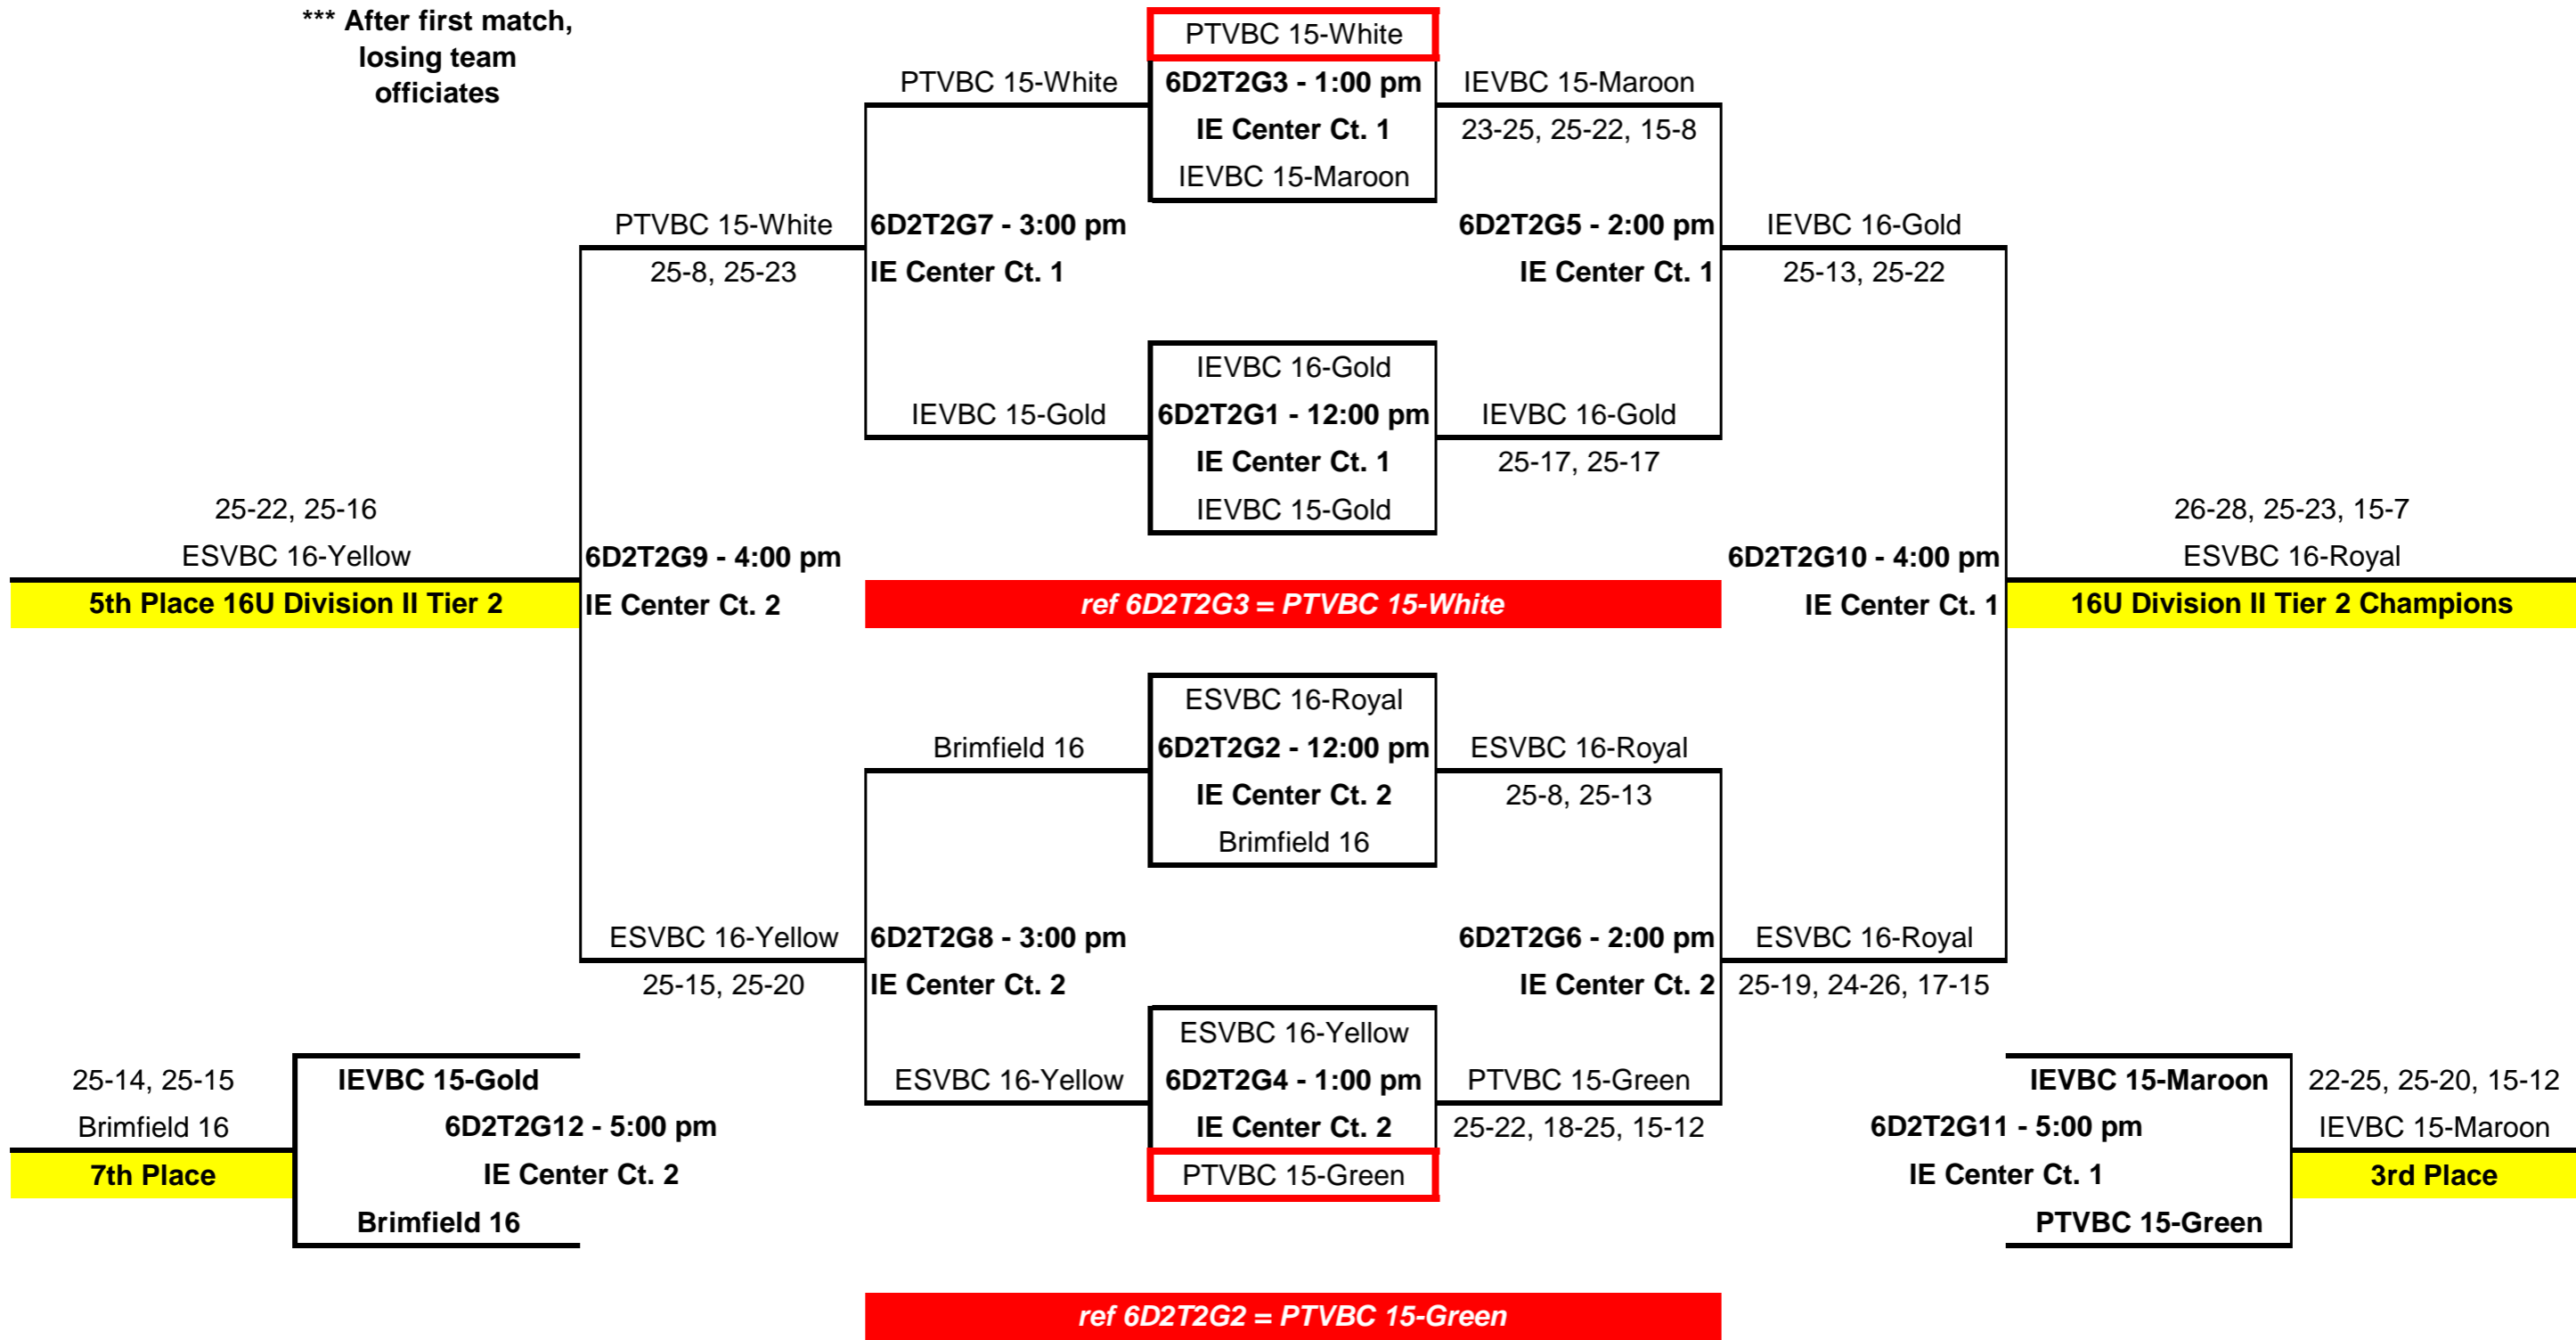 *** After first match,
losing team
officiates
PTVBC 15-White
PTVBC 15-White
6D2T2G3 - 1:00 pm
IEVBC 15-Maroon
IE Center Ct. 1
23-25, 25-22, 15-8
IEVBC 15-Maroon
PTVBC 15-White
6D2T2G7 - 3:00 pm
6D2T2G5 - 2:00 pm
IEVBC 16-Gold
25-8, 25-23
IE Center Ct. 1
IE Center Ct. 1
25-13, 25-22
IEVBC 16-Gold
IEVBC 15-Gold
6D2T2G1 - 12:00 pm
IEVBC 16-Gold
IE Center Ct. 1
25-17, 25-17
25-22, 25-16
IEVBC 15-Gold
26-28, 25-23, 15-7
ESVBC 16-Yellow
6D2T2G9 - 4:00 pm
6D2T2G10 - 4:00 pm
ESVBC 16-Royal
5th Place 16U Division II Tier 2
IE Center Ct. 2
ref 6D2T2G3 = PTVBC 15-White
IE Center Ct. 1
16U Division II Tier 2 Champions
ESVBC 16-Royal
Brimfield 16
6D2T2G2 - 12:00 pm
ESVBC 16-Royal
IE Center Ct. 2
25-8, 25-13
Brimfield 16
ESVBC 16-Yellow
6D2T2G8 - 3:00 pm
6D2T2G6 - 2:00 pm
ESVBC 16-Royal
25-15, 25-20
IE Center Ct. 2
IE Center Ct. 2
25-19, 24-26, 17-15
ESVBC 16-Yellow
25-14, 25-15
IEVBC 15-Gold
ESVBC 16-Yellow
6D2T2G4 - 1:00 pm
PTVBC 15-Green
IEVBC 15-Maroon
22-25, 25-20, 15-12
Brimfield 16
6D2T2G12 - 5:00 pm
IE Center Ct. 2
25-22, 18-25, 15-12
6D2T2G11 - 5:00 pm
IEVBC 15-Maroon
7th Place
IE Center Ct. 2
PTVBC 15-Green
IE Center Ct. 1
3rd Place
Brimfield 16
PTVBC 15-Green
ref 6D2T2G2 = PTVBC 15-Green